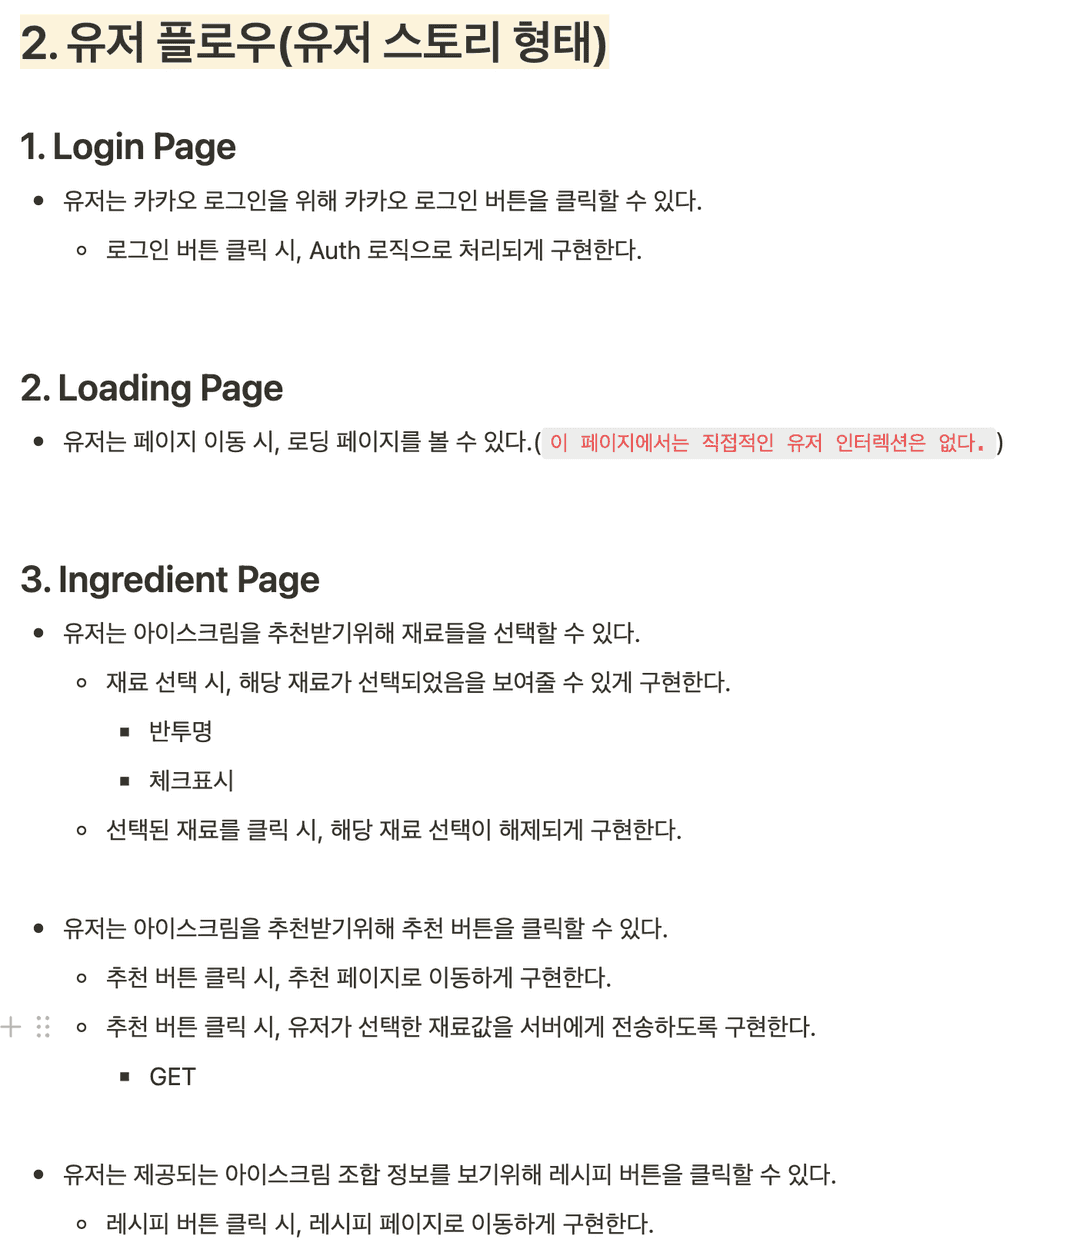 2. 유저 플로우(유저 스토리 형태)
1. Login Page
• 유저는 카카오 로그인을 위해 카카오 로그인 버튼을 클릭할 수 있다.
◦ 로그인 버튼 클릭 시, Auth 로직으로 처리되게 구현한다.
2. Loading Page
• 유저는 페이지 이동 시, 로딩 페이지를 볼 수 있다.(이 페이지에서는 직접적인 유저 인터렉션은 없다.)
3. Ingredient Page
• 유저는 아이스크림을 추천받기위해 재료들을 선택할 수 있다.
◦ 재료 선택 시, 해당 재료가 선택되었음을 보여줄 수 있게 구현한다.
▪ 반투명
▪ 체크표시
◦ 선택된 재료를 클릭 시, 해당 재료 선택이 해제되게 구현한다.
• 유저는 아이스크림을 추천받기위해 추천 버튼을 클릭할 수 있다.
◦ 추천 버튼 클릭 시, 추천 페이지로 이동하게 구현한다.
◦ 추천 버튼 클릭 시, 유저가 선택한 재료값을 서버에게 전송하도록 구현한다.
▪ GET
• 유저는 제공되는 아이스크림 조합 정보를 보기위해 레시피 버튼을 클릭할 수 있다.
◦ 레시피 버튼 클릭 시, 레시피 페이지로 이동하게 구현한다.